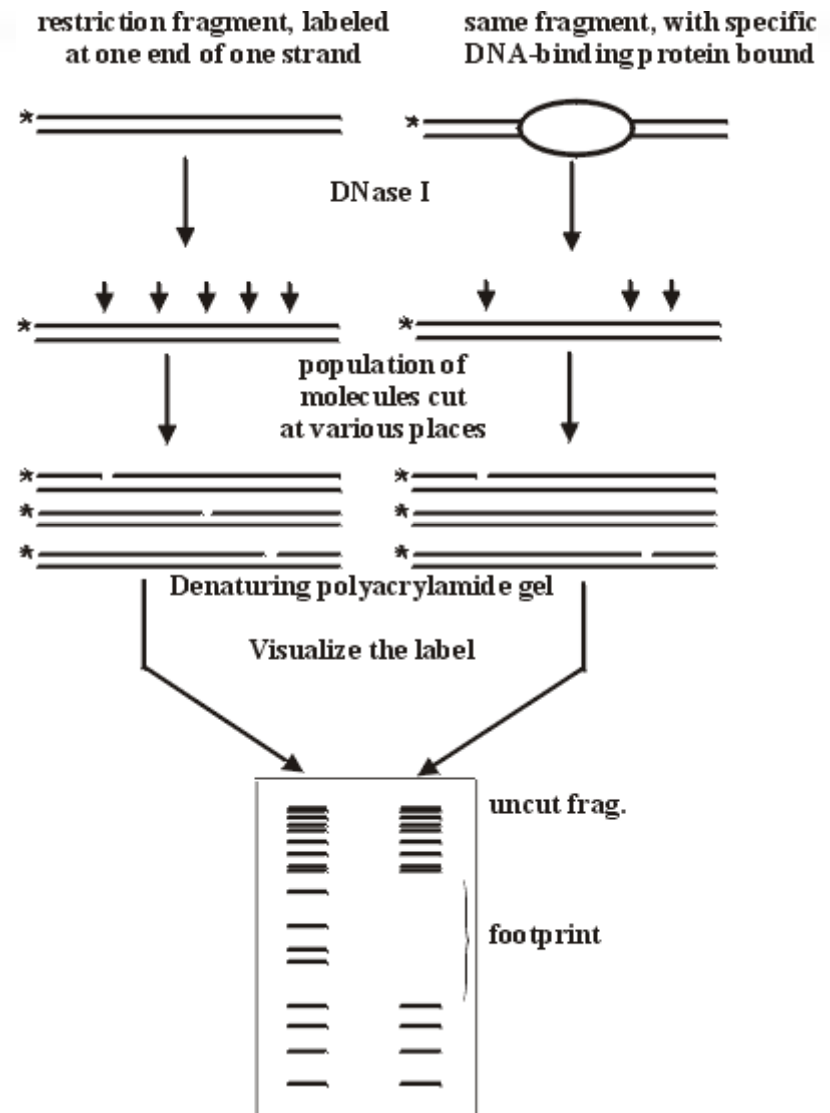 restriction fragment, labeled
at one end of one strand
same fragment, with specific
DNA-binding protein bound
*
*
DNase I
*
*
population of
molecules cut
at various places
*
*
*
*
*
*
Denaturing polyacrylamide gel
Visualize the label
uncut frag.
footprint